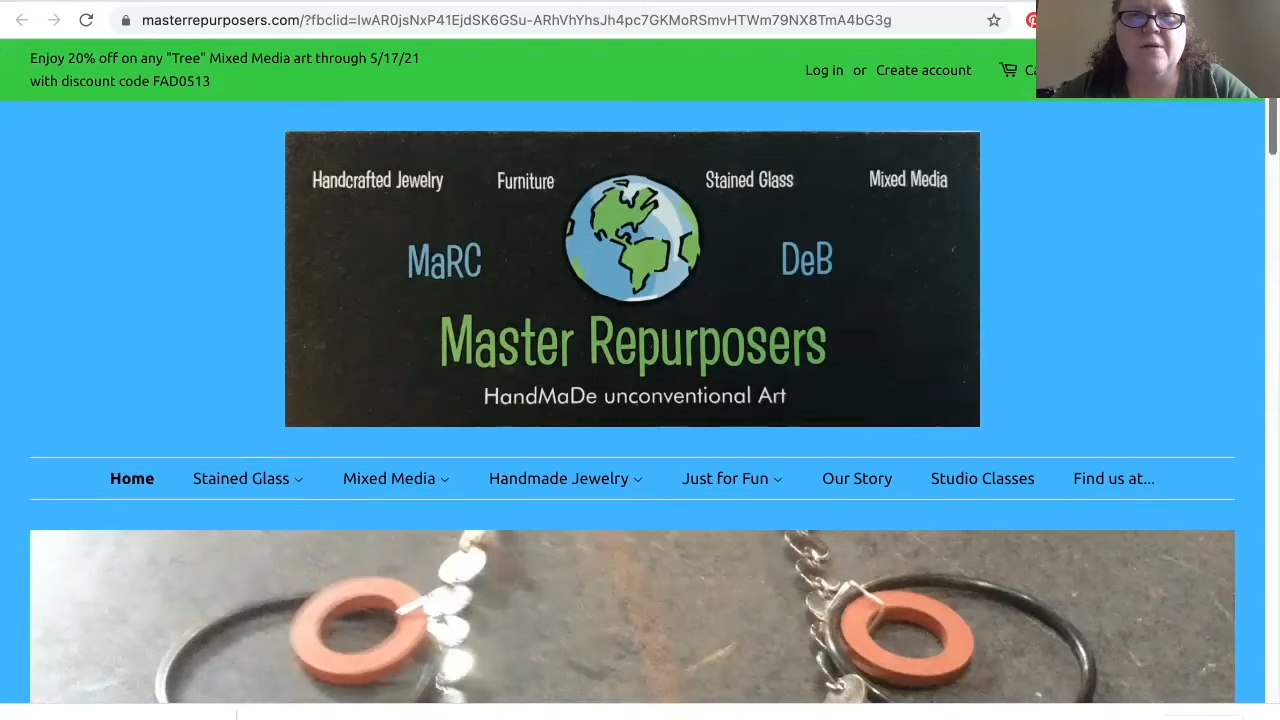 masterrepurposers.com/?fbclid=IwAR0jsNxP41EjdSK6GSu-ARhVhYhsJh4pc7GKMoRSmvHTWm79NX8TmA4bG3g
Enjoy 20% off on any "Tree" Mixed Media art through 5/17/21
with discount code FAD0513
Log in or Create account
Handcrafted Jewelry Furniture Stained Glass Mixed Media
MaRC DeB
Master Repurposers
HandMaDe unconventional Art
Home Stained Glass Mixed Media Handmade Jewelry Just for Fun Our Story Studio Classes Find us at...